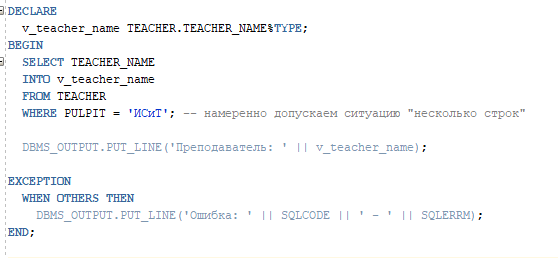 DECLARE
v_teacher_name TEACHER.TEACHER_NAME%TYPE;
BEGIN
SELECT TEACHER_NAME
INTO v_teacher_name
FROM TEACHER
WHERE PULPIT = 'ИСиТ'; -- намеренно допускаем ситуацию "несколько строк"
DBMS_OUTPUT.PUT_LINE('Преподаватель: ' || v_teacher_name);
EXCEPTION
WHEN OTHERS THEN
DBMS_OUTPUT.PUT_LINE('Ошибка: ' || SQLCODE || ' - ' || SQLERRM);
END;